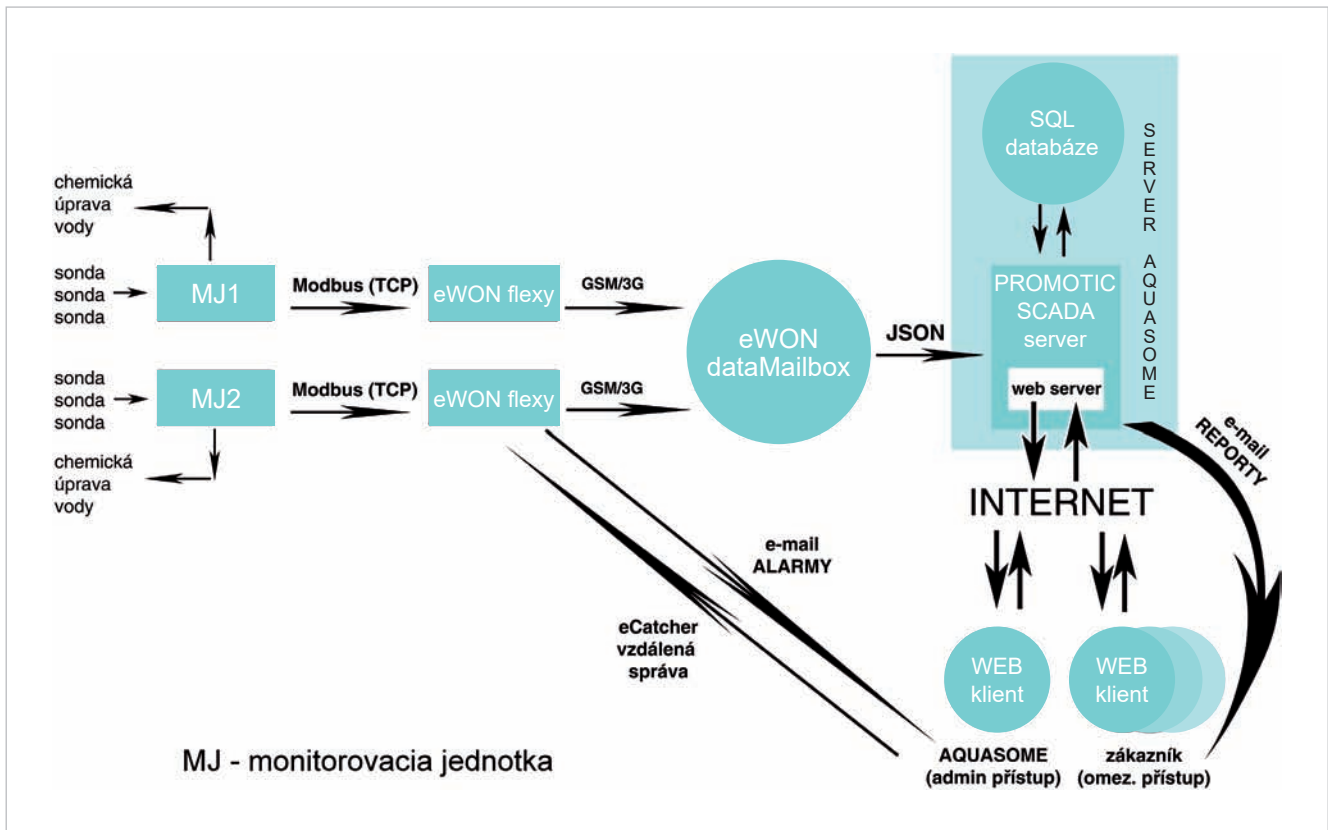 SQL
databáze
SERVER AQUASOME
chemická
úprava
vody
sonda
sonda
sonda
MJ1
Modbus (TCP)
eWON flexy
GSM/3G
PROMOTIC
SCADA
server
web server
eWON
dataMailbox
JSON
sonda
sonda
sonda
MJ2
Modbus (TCP)
eWON flexy
GSM/3G
chemická
úprava
vody
e-mail
REPORTY
INTERNET
e-mail
ALARMY
eCatcher
vzdálená
správa
WEB
klient
WEB
klient
AQUASOME
(admin přístup)
zákazník
(omez. přístup)
MJ - monitorovacia jednotka